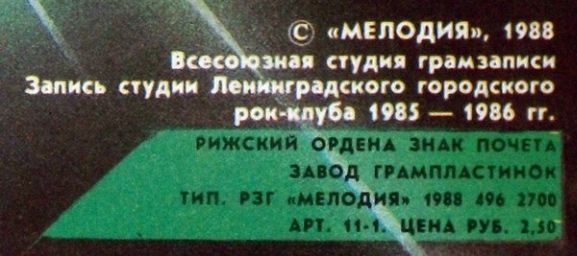 © «МЕЛОДИЯ», 1988
Всесоюзная студия грамзаписи
Запись студии Ленинградского городского
рок-клуба 1985 — 1986 гг.
РИЖСКИЙ ОРДЕНА ЗНАК ПОЧЕТА
ЗАВОД ГРАМПЛАСТИНОК
ТИП. РЗГ «МЕЛОДИЯ» 1988 496 2700
АРТ. 11-1. ЦЕНА РУБ. 2,50